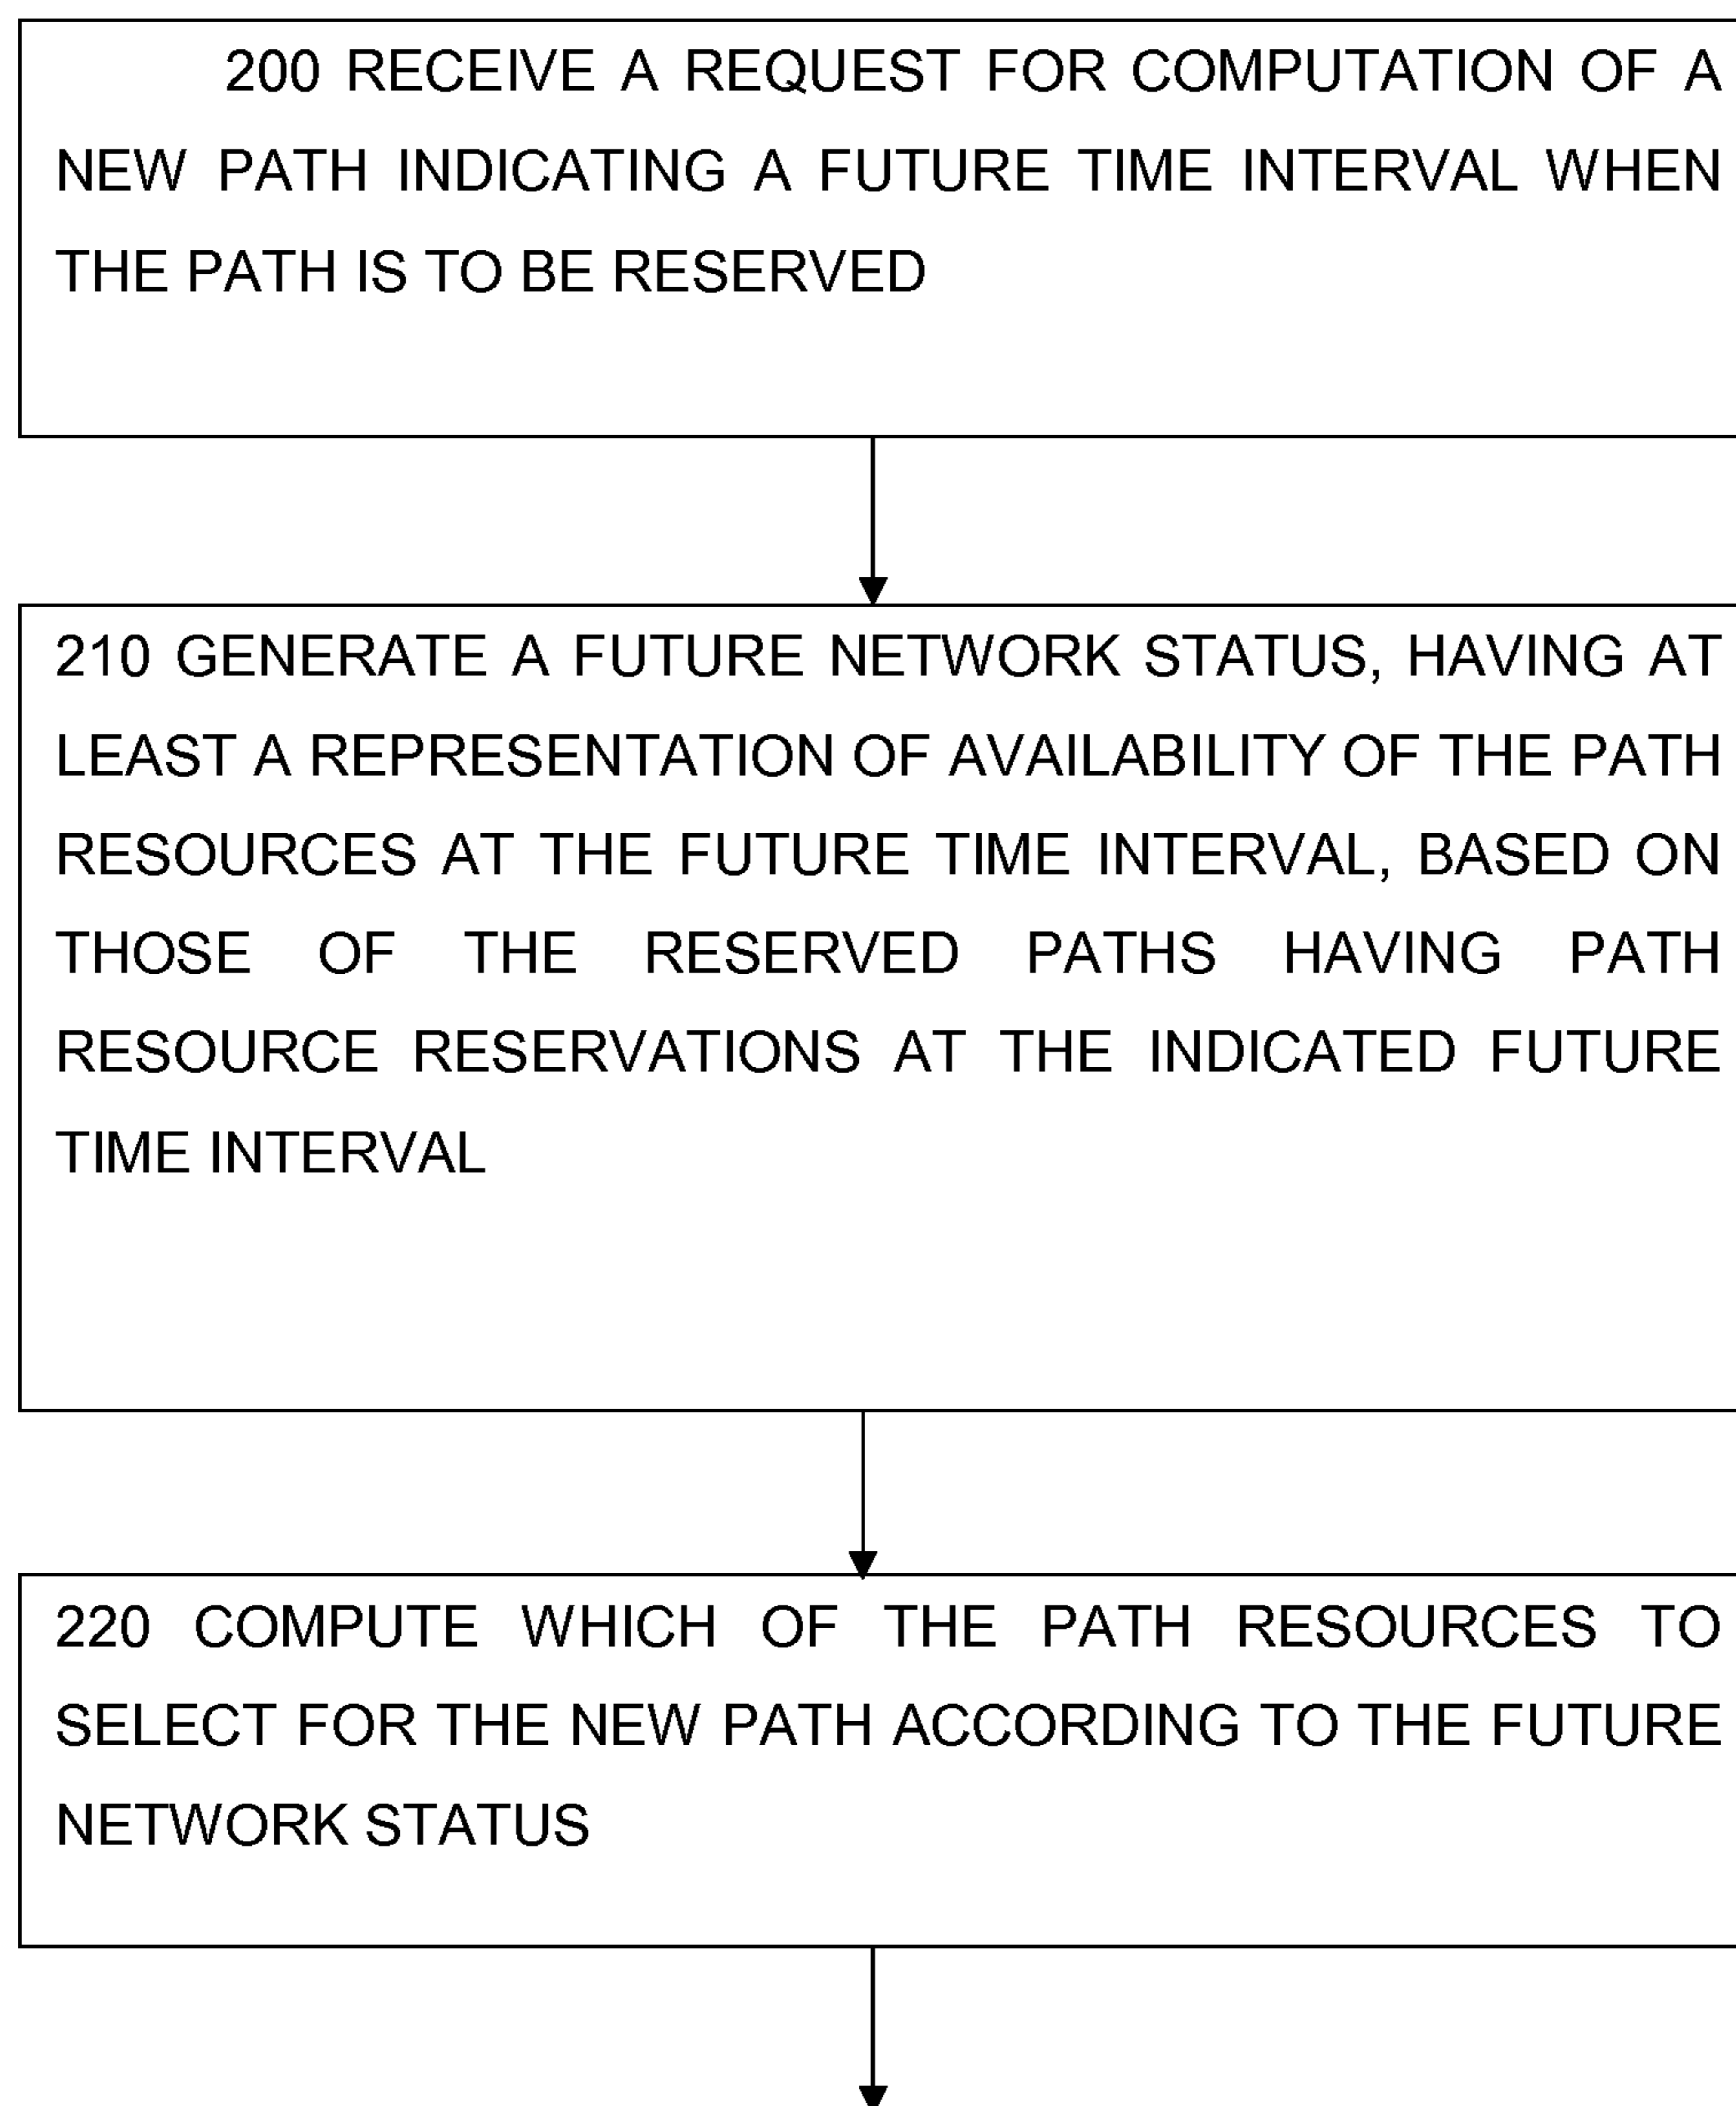 200 RECEIVE A REQUEST FOR COMPUTATION OF A
NEW PATH INDICATING A FUTURE TIME INTERVAL WHEN
THE PATH IS TO BE RESERVED
210 GENERATE A FUTURE NETWORK STATUS, HAVING AT
LEAST A REPRESENTATION OF AVAILABILITY OF THE PATH
RESOURCES AT THE FUTURE TIME INTERVAL, BASED ON
THOSE OF THE RESERVED PATHS HAVING PATH
RESOURCE RESERVATIONS AT THE INDICATED FUTURE
TIME INTERVAL
220 COMPUTE WHICH OF THE PATH RESOURCES TO
SELECT FOR THE NEW PATH ACCORDING TO THE FUTURE
NETWORK STATUS